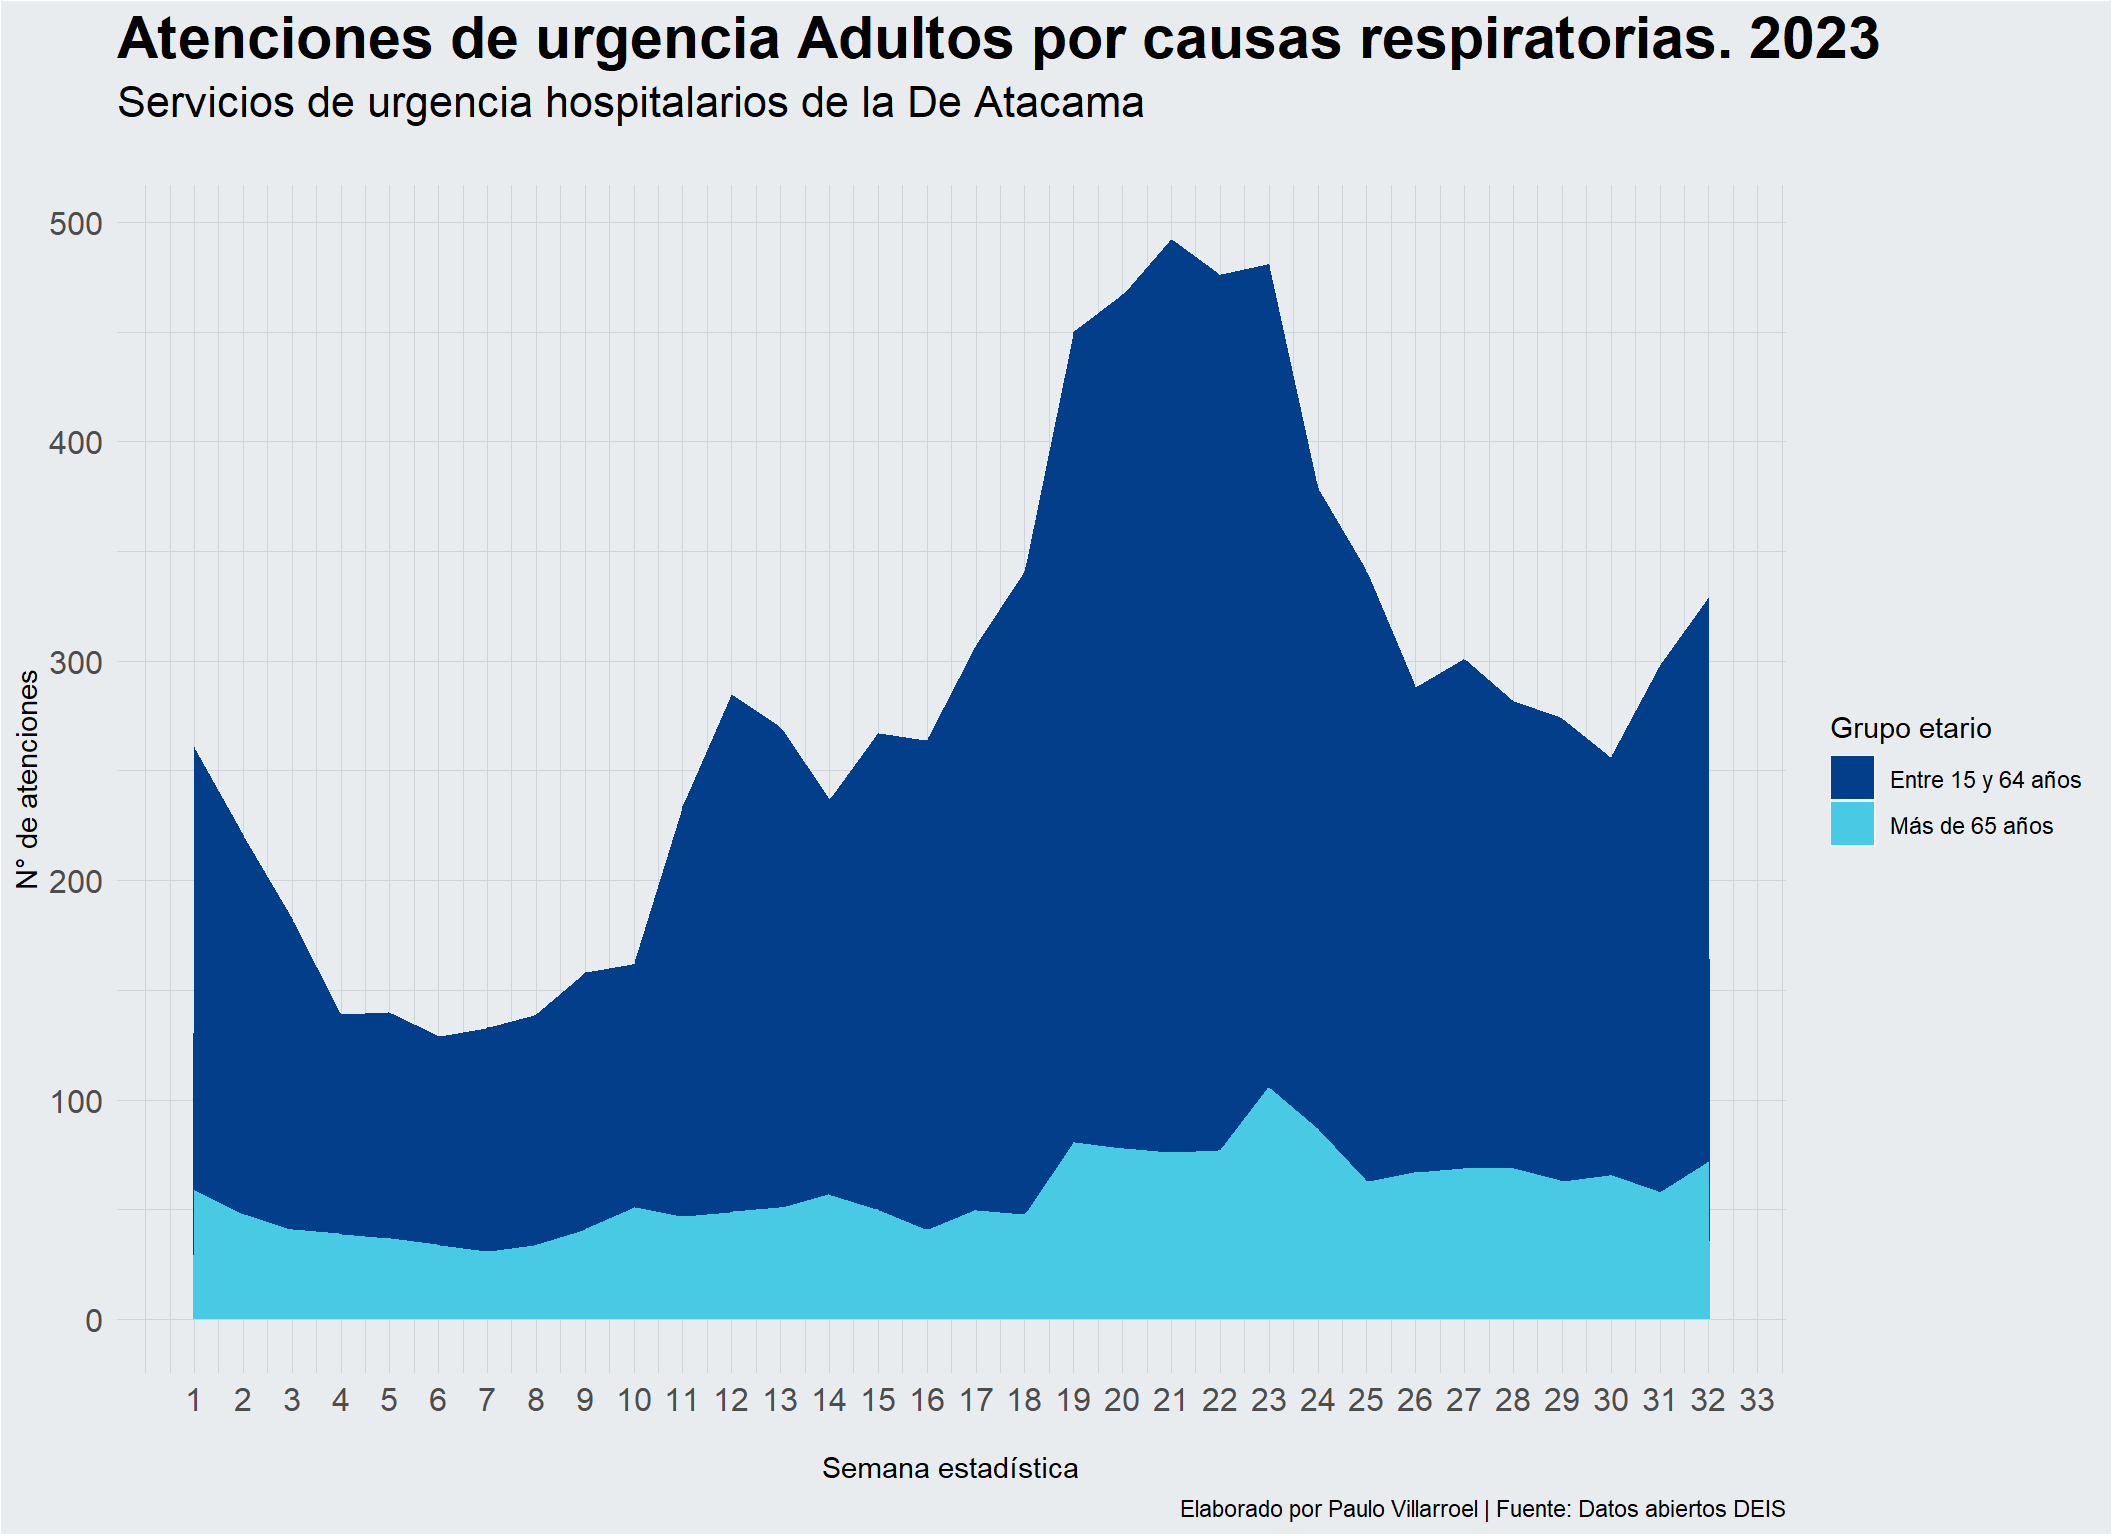 Atenciones de urgencia Adultos por causas respiratorias. 2023
Servicios de urgencia hospitalarios de la De Atacama
500
400
300
200
100
0
N° de atenciones
Grupo etario
Entre 15 y 64 años
Más de 65 años
1 2 3 4 5 6 7 8 9 10 11 12 13 14 15 16 17 18 19 20 21 22 23 24 25 26 27 28 29 30 31 32 33
Semana estadística
Elaborado por Paulo Villarroel | Fuente: Datos abiertos DEIS